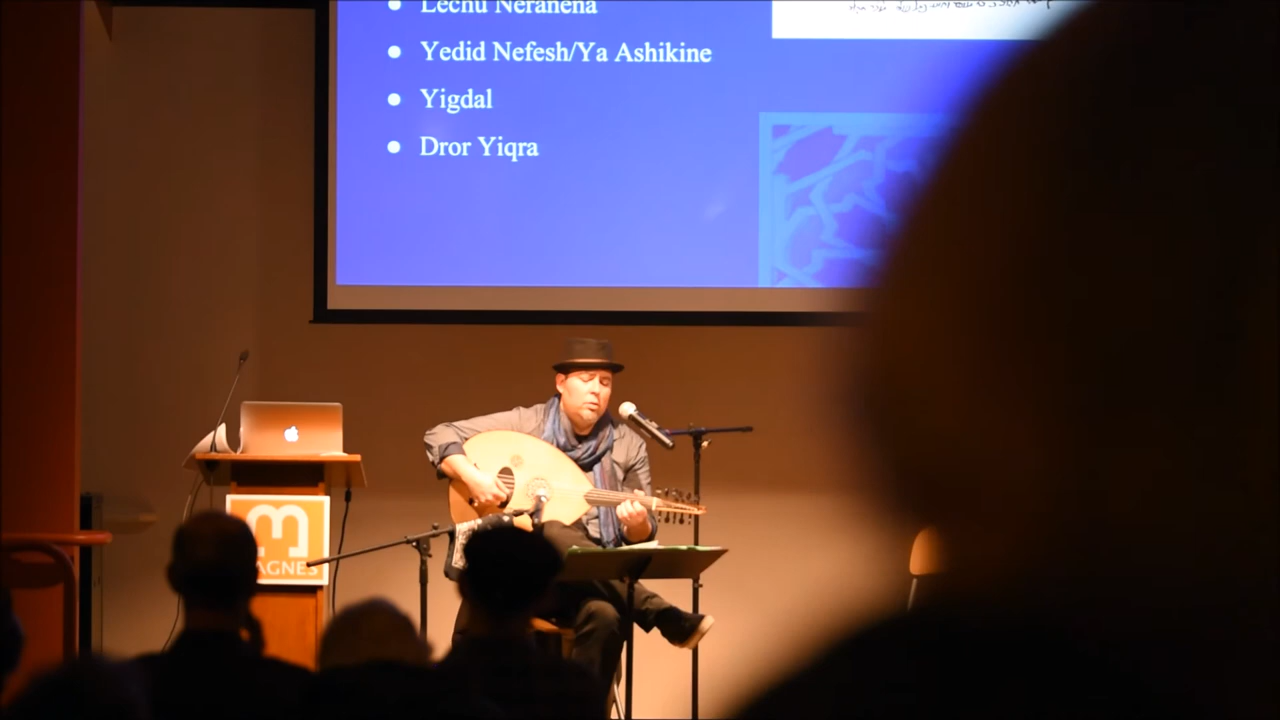 Lechu Neranena
Yedid Nefesh/Ya Ashikine
Yigdal
Dror Yiqra
AGNES